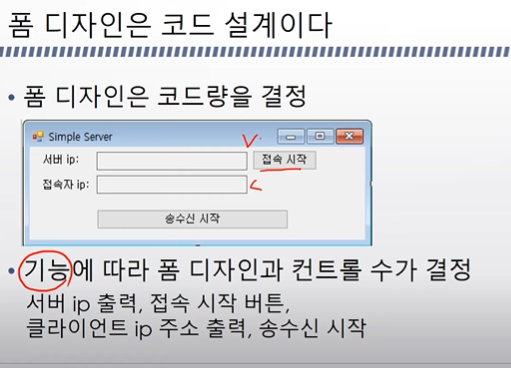 폼 디자인은 코드 설계이다
• 폼 디자인은 코드량을 결정
Simple Server
서버 ip: 접속 시작
접속자 ip:
송수신 시작
• 기능에 따라 폼 디자인과 컨트롤 수가 결정
서버 ip 출력, 접속 시작 버튼,
클라이언트 ip 주소 출력, 송수신 시작